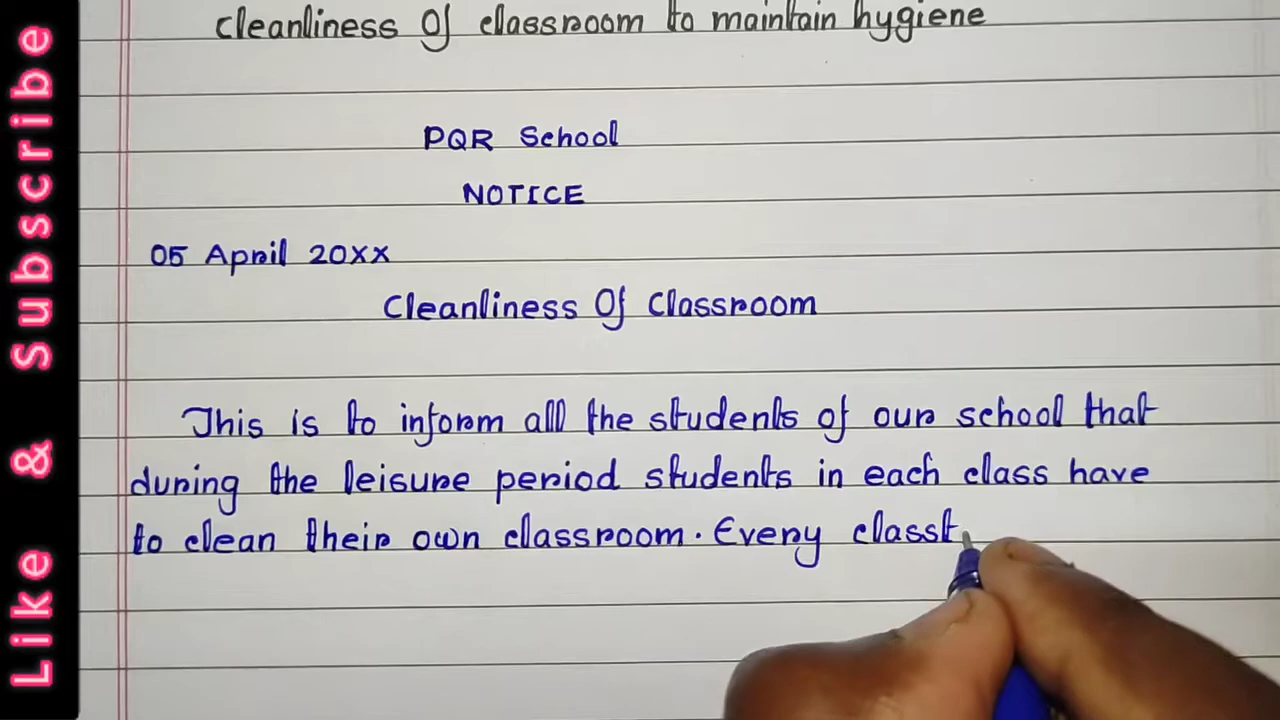 Like & Subscribe
cleanliness Of classroom to maintain hygiene
PQR School
NOTICE
05 April 20XX
Cleanliness Of Classroom
This is to inform all the students of our school that
during the leisure period students in each class have
to clean their own classroom. Every classt